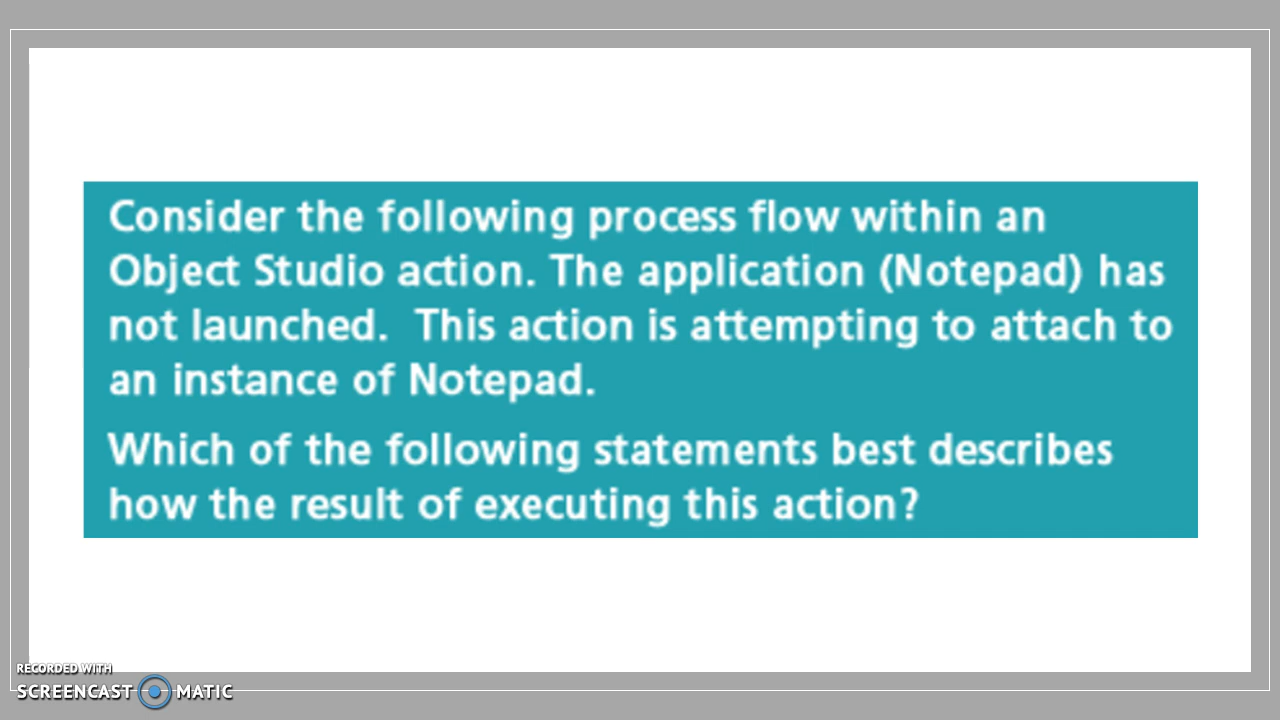 Consider the following process flow within an
Object Studio action. The application (Notepad) has
not launched.  This action is attempting to attach to
an instance of Notepad.
Which of the following statements best describes
how the result of executing this action?
RECORDED WITH
SCREENCAST MATIC